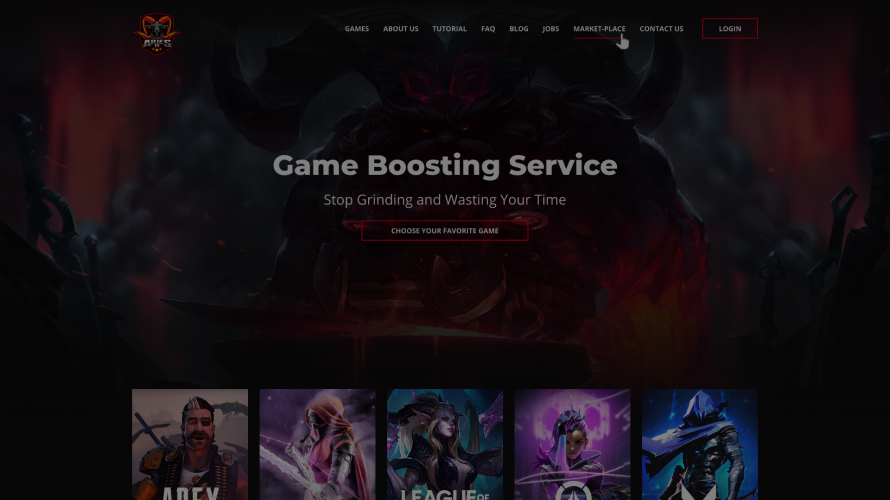 ARIES
GAMES
ABOUT US
TUTORIAL
FAQ
BLOG
JOBS
MARKET-PLACE
CONTACT US
LOGIN
Game Boosting Service
Stop Grinding and Wasting Your Time
CHOOSE YOUR FAVORITE GAME
APEX
LEAGUE OF